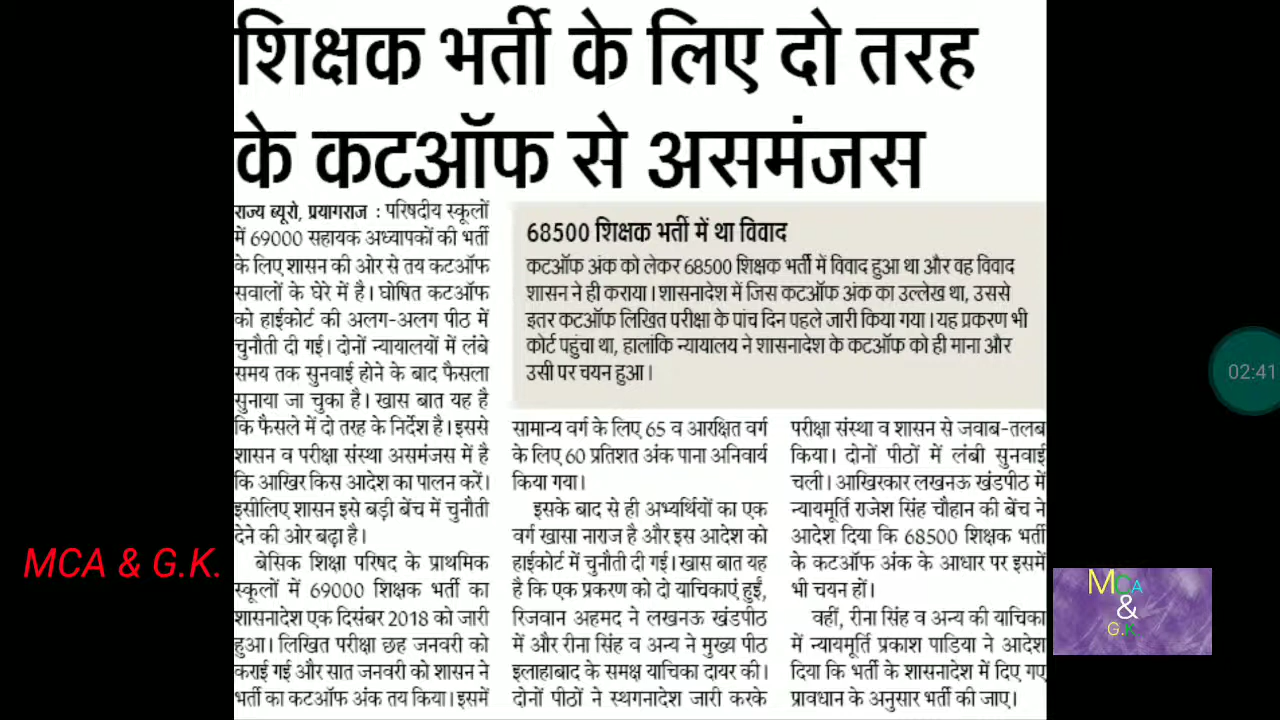 शिक्षक भर्ती के लिए दो तरह
के कटऑफ से असमंजस
राज्य ब्यूरो, प्रयागराज : परिषदीय स्कूलों
में 69000 सहायक अध्यापकों की भर्ती
के लिए शासन की ओर से तय कटऑफ
सवालों के घेरे में है। घोषित कटऑफ
को हाईकोर्ट की अलग-अलग पीठ में
चुनौती दी गई। दोनों न्यायालयों में लंबे
समय तक सुनवाई होने के बाद फैसला
सुनाया जा चुका है। खास बात यह है
कि फैसले में दो तरह के निर्देश है। इससे
शासन व परीक्षा संस्था असमंजस में है
कि आखिर किस आदेश का पालन करें।
इसीलिए शासन इसे बड़ी बेंच में चुनौती
देने की ओर बढ़ा है।
बेसिक शिक्षा परिषद के प्राथमिक
स्कूलों में 69000 शिक्षक भर्ती का
शासनादेश एक दिसंबर 2018 को जारी
हुआ। लिखित परीक्षा छह जनवरी को
कराई गई और सात जनवरी को शासन ने
भर्ती का कटऑफ अंक तय किया। इसमें
68500 शिक्षक भर्ती में था विवाद
कटऑफ अंक को लेकर 68500 शिक्षक भर्ती में विवाद हुआ था और वह विवाद
शासन ने ही कराया। शासनादेश में जिस कटऑफ अंक का उल्लेख था, उससे
इतर कटऑफ लिखित परीक्षा के पांच दिन पहले जारी किया गया। यह प्रकरण भी
कोर्ट पहुंचा था, हालांकि न्यायालय ने शासनादेश के कटऑफ को ही माना और
उसी पर चयन हुआ।
सामान्य वर्ग के लिए 65 व आरक्षित वर्ग
के लिए 60 प्रतिशत अंक पाना अनिवार्य
किया गया।
इसके बाद से ही अभ्यर्थियों का एक
वर्ग खासा नाराज है और इस आदेश को
हाईकोर्ट में चुनौती दी गई। खास बात यह
है कि एक प्रकरण को दो याचिकाएं हुईं,
रिजवान अहमद ने लखनऊ खंडपीठ
में और रीना सिंह व अन्य ने मुख्य पीठ
इलाहाबाद के समक्ष याचिका दायर की।
दोनों पीठों ने स्थगनादेश जारी करके
परीक्षा संस्था व शासन से जवाब-तलब
किया। दोनों पीठों में लंबी सुनवाई
चली। आखिरकार लखनऊ खंडपीठ में
न्यायमूर्ति राजेश सिंह चौहान की बेंच ने
आदेश दिया कि 68500 शिक्षक भर्ती
के कटऑफ अंक के आधार पर इसमें
भी चयन हों।
वहीं, रीना सिंह व अन्य की याचिका
में न्यायमूर्ति प्रकाश पाडिया ने आदेश
दिया कि भर्ती के शासनादेश में दिए गए
प्रावधान के अनुसार भर्ती की जाए।
02:41
MCA & G.K.
MCA
&
G.K